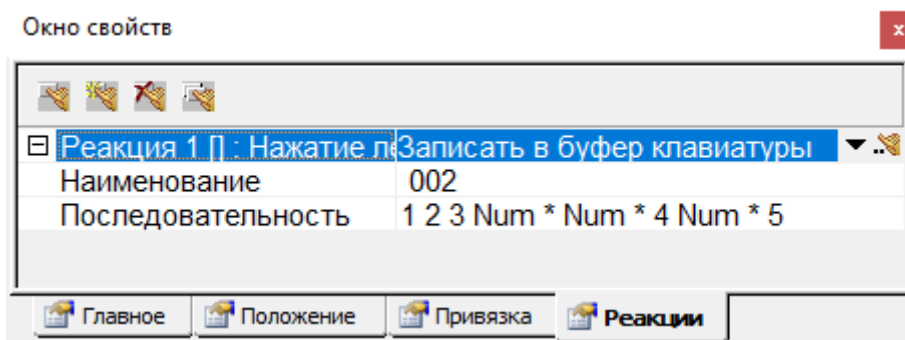 Окно свойств
Реакция 1 [] : Нажатие Записать в буфер клавиатуры
Наименование 002
Последовательность 1 2 3 Num * Num * 4 Num * 5
Главное Положение Привязка Реакции